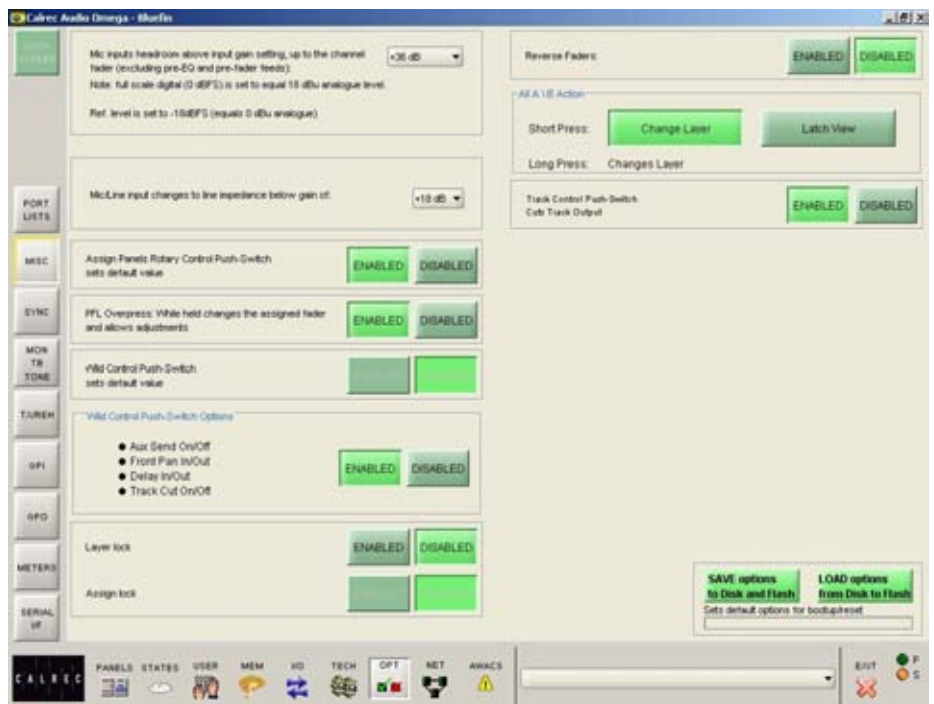 Calrec Audio Omega - Bluefin
Mic inputs headroom above input gain setting, up to the channel
fader (excluding pre-EQ and pre-fader feeds)
+36 dB
Note: full scale digital (0 dBFS) is set to equal 18 dBu analogue level.
Ref. level is set to -18dBFS (equals 0 dBu analogue)
Mic/Line input changes to line impedance below gain of:
+18 dB
Assign Panels Rotary Control Push-Switch
sets default value
ENABLED DISABLED
PFL Overpress: While held changes the assigned fader
and allows adjustments
ENABLED DISABLED
Wild Control Push-Switch
sets default value
Wild Control Push-Switch Options
● Aux Send On/Off
● Front Pan In/Out
● Delay In/Out
● Track Cut On/Off
ENABLED DISABLED
Layer lock
ENABLED DISABLED
Assign lock
Reverse Faders:
ENABLED DISABLED
All A \ B Action
Short Press: Change Layer Latch View
Long Press: Changes Layer
Track Control Push-Switch
Cuts Track Output
ENABLED DISABLED
SAVE options
to Disk and Flash
LOAD options
from Disk to Flash
Sets default options for bootup/reset
PORT
LISTS
MISC
SYNC
MON
TB
TONE
TX/REH
GPI
GPO
METERS
SERIAL
I/F
CALREC
PANELS STATES USER MEM I/O TECH OPT NET AWACS
EXIT
P
S